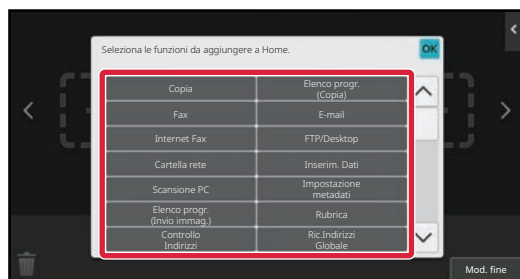 Seleziona le funzioni da aggiungere a Home.
OK
Copia
Elenco progr.
(Copia)
Fax
E-mail
Internet Fax
FTP/Desktop
Cartella rete
Inserim. Dati
Scansione PC
Impostazione
metadati
Elenco progr.
(Invio immag.)
Rubrica
Controllo
Indirizzi
Ric.Indirizzi
Globale
Mod. fine